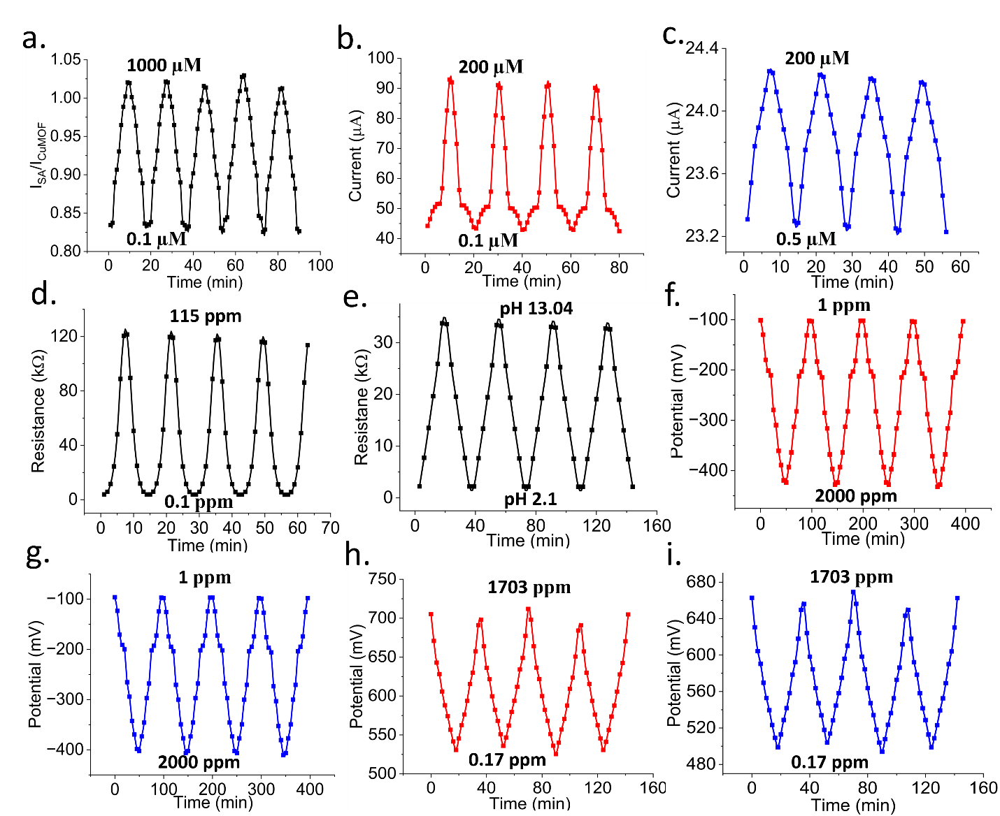 a.
1.05
1.00
0.95
0.90
0.85
0.80
I_SA/I_CuMOF
1000 μM
0.1 μM
0 20 40 60 80 100
Time (min)
b.
100
90
80
70
60
50
40
Current (μA)
200 μM
0.1 μM
0 20 40 60 80
Time (min)
c.
24.4
24.0
23.6
23.2
Current (μA)
200 μM
0.5 μM
0 10 20 30 40 50 60
Time (min)
d.
120
80
40
0
Resistance (kΩ)
115 ppm
0.1 ppm
0 10 20 30 40 50 60 70
Time (min)
e.
30
20
10
0
Resistane (kΩ)
pH 13.04
pH 2.1
0 40 80 120 160
Time (min)
f.
−100
−200
−300
−400
Potential (mV)
1 ppm
2000 ppm
0 100 200 300 400
Time (min)
g.
−100
−200
−300
−400
Potential (mV)
1 ppm
2000 ppm
0 100 200 300 400
Time (min)
h.
750
700
650
600
550
500
Potential (mV)
1703 ppm
0.17 ppm
0 40 80 120 160
Time (min)
i.
680
640
600
560
520
480
Potential (mV)
1703 ppm
0.17 ppm
0 40 80 120 160
Time (min)